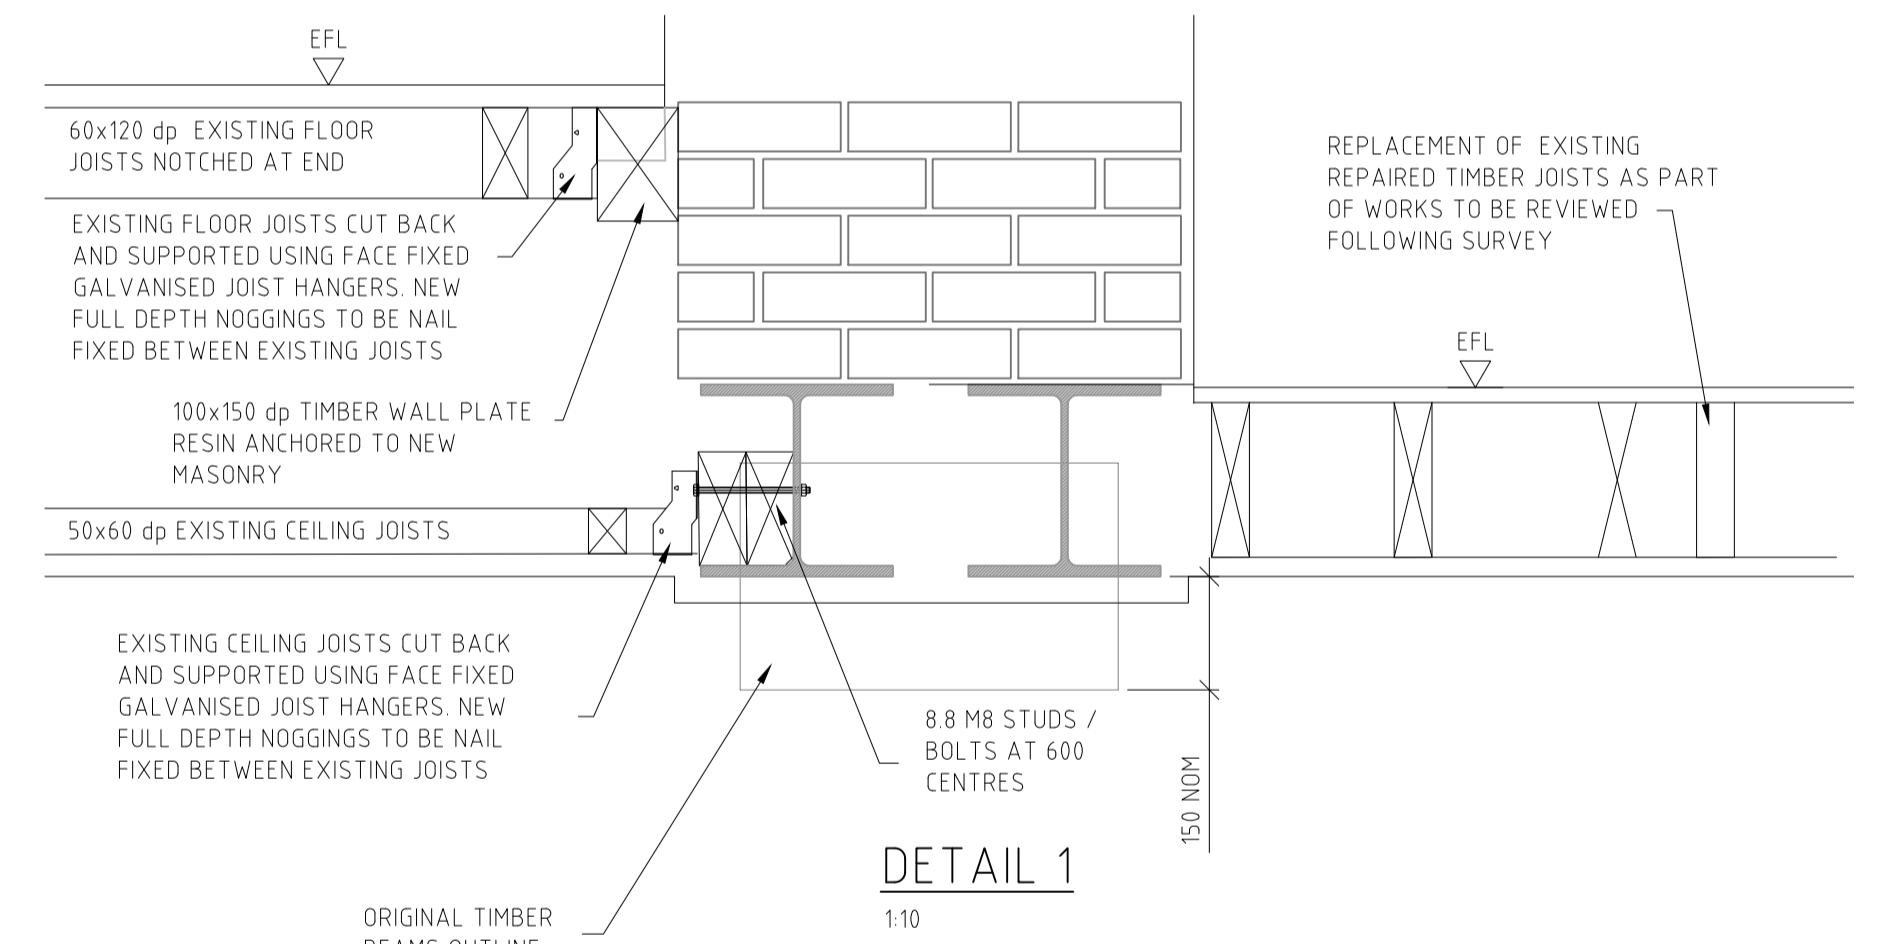 EFL
60x120 dp EXISTING FLOOR
JOISTS NOTCHED AT END
EXISTING FLOOR JOISTS CUT BACK
AND SUPPORTED USING FACE FIXED
GALVANISED JOIST HANGERS. NEW
FULL DEPTH NOGGINGS TO BE NAIL
FIXED BETWEEN EXISTING JOISTS
100x150 dp TIMBER WALL PLATE
RESIN ANCHORED TO NEW
MASONRY
50x60 dp EXISTING CEILING JOISTS
EXISTING CEILING JOISTS CUT BACK
AND SUPPORTED USING FACE FIXED
GALVANISED JOIST HANGERS. NEW
FULL DEPTH NOGGINGS TO BE NAIL
FIXED BETWEEN EXISTING JOISTS
ORIGINAL TIMBER
BEAMS OUTLINE
REPLACEMENT OF EXISTING
REPAIRED TIMBER JOISTS AS PART
OF WORKS TO BE REVIEWED
FOLLOWING SURVEY
EFL
8.8 M8 STUDS /
BOLTS AT 600
CENTRES
150 NOM
DETAIL 1
1:10